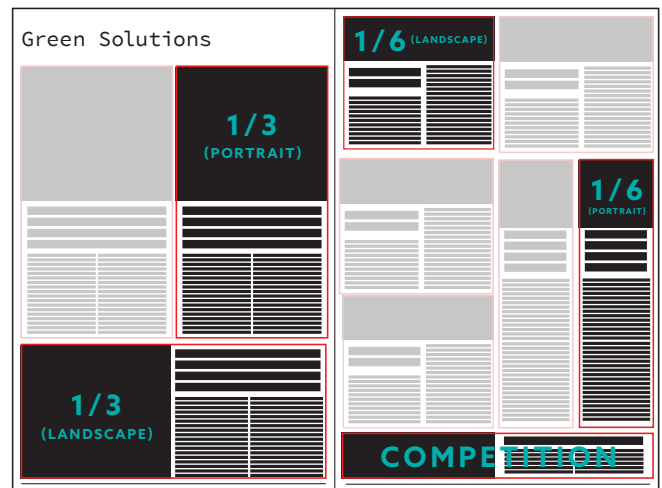 Green Solutions
1/3
(PORTRAIT)
1/3
(LANDSCAPE)
1/6 (LANDSCAPE)
1/6
(PORTRAIT)
COMPETITION